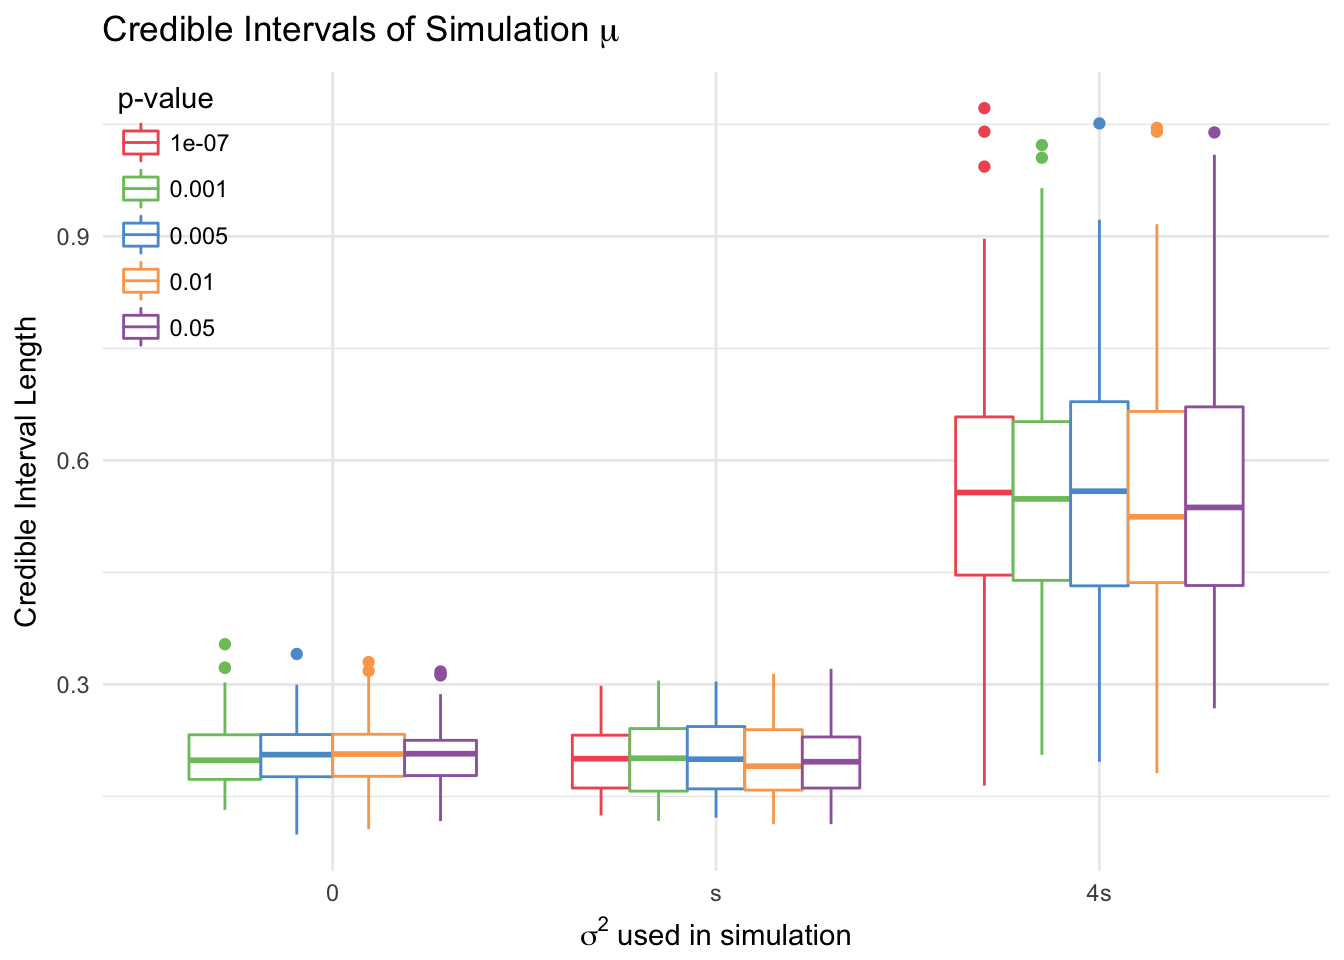 Credible Intervals of Simulation μ
p-value
1e-07
0.001
0.005
0.01
0.05
Credible Interval Length
0.9
0.6
0.3
0
s
4s
σ² used in simulation